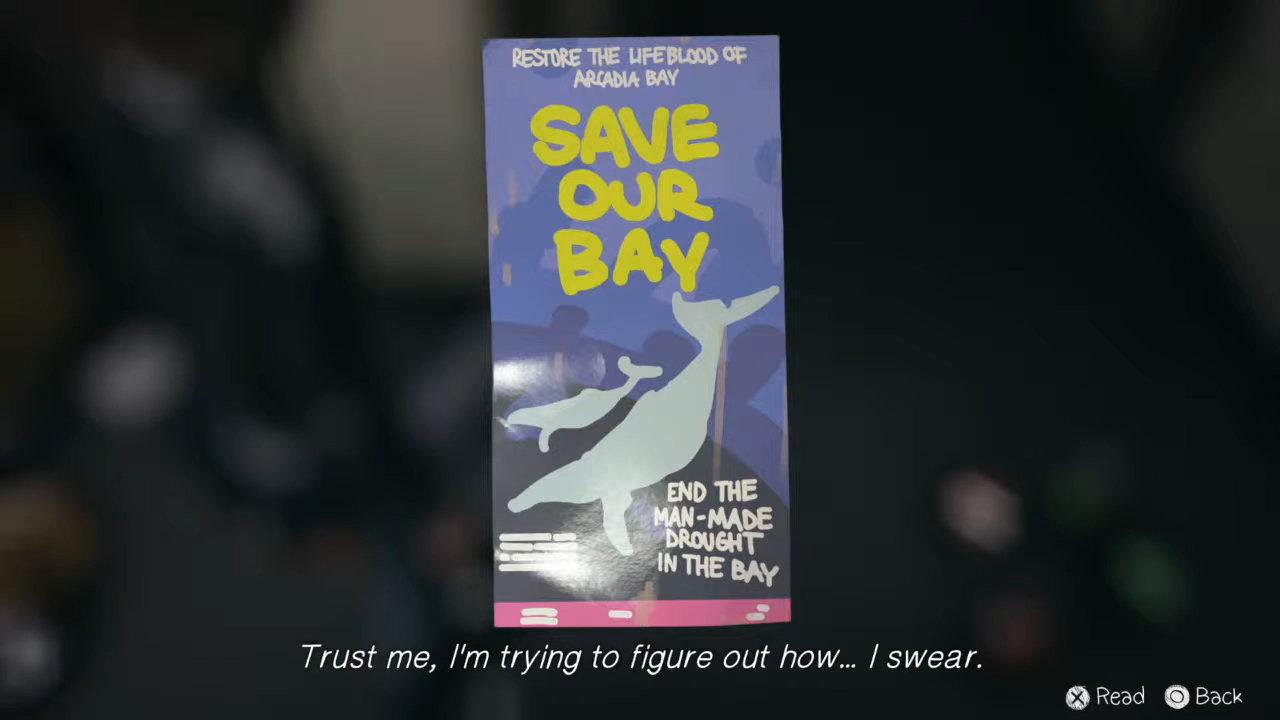 RESTORE THE LIFEBLOOD OF
ARCADIA BAY
SAVE
OUR
BAY
END THE
MAN-MADE
DROUGHT
IN THE BAY
Trust me, I'm trying to figure out how... I swear.
Read Back